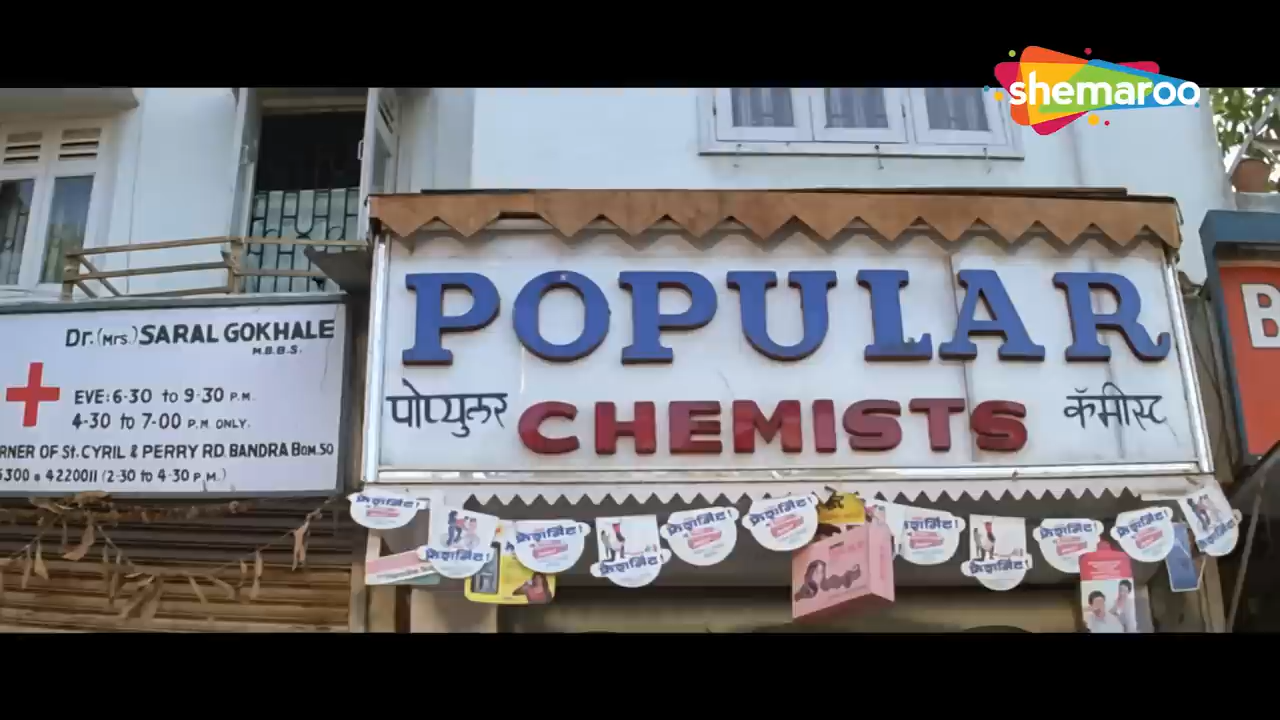 shemaroo
Dr. (Mrs.) SARAL GOKHALE
M.B.B.S.
EVE: 6-30 to 9-30 P.M.
4-30 to 7-00 P.M. ONLY.
RNER OF St. CYRIL & PERRY RD. BANDRA BOM. 50
5300 4220011 (2-30 to 4-30 P.M.)
POPULAR
पोप्युलर CHEMISTS कॅमीस्ट
B